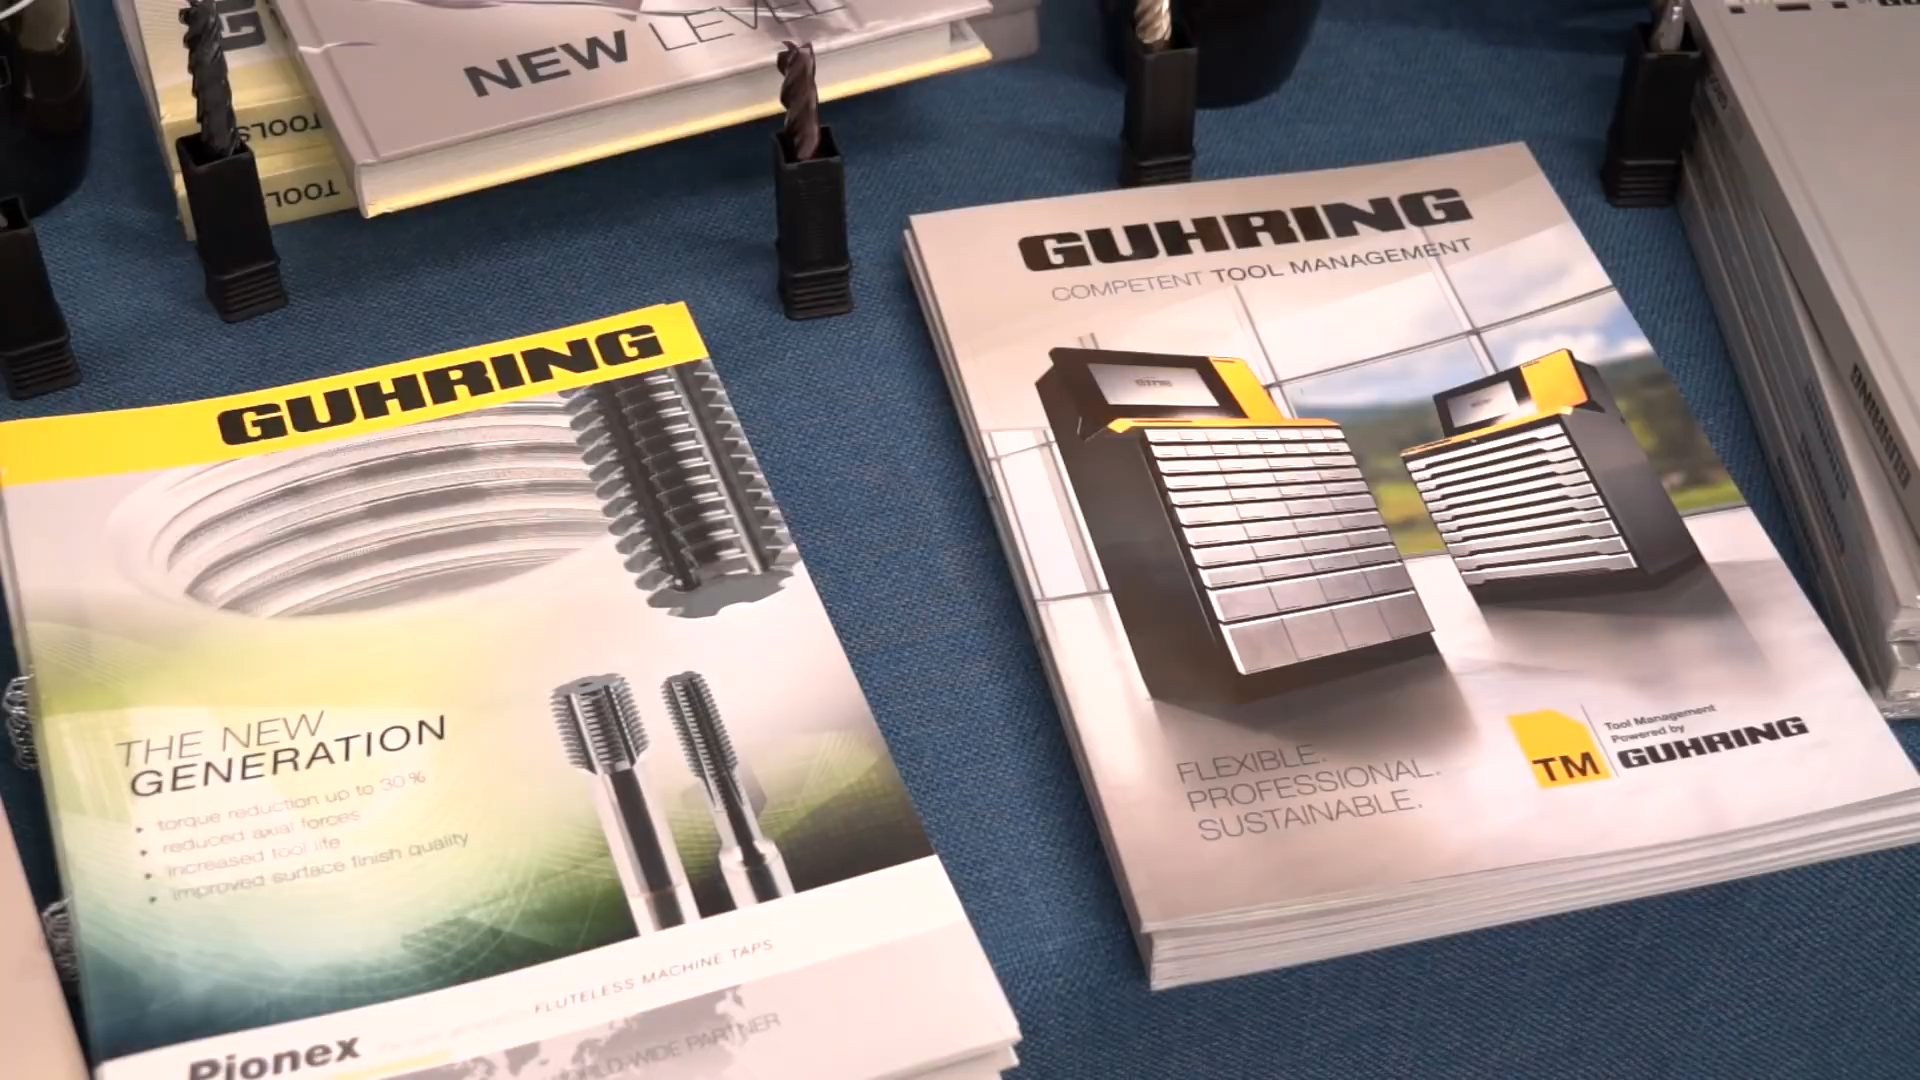 NEW LEVEL
TOOLS
TOOLS
GUHRING
THE NEW
GENERATION
torque reduction up to 30 %
reduced axial forces
increased tool life
improved surface finish quality
FLUTELESS MACHINE TAPS
Pionex
WORLD-WIDE PARTNER
GUHRING
COMPETENT TOOL MANAGEMENT
FLEXIBLE.
PROFESSIONAL.
SUSTAINABLE.
TM
Tool Management
Powered by
GUHRING
GUHRING